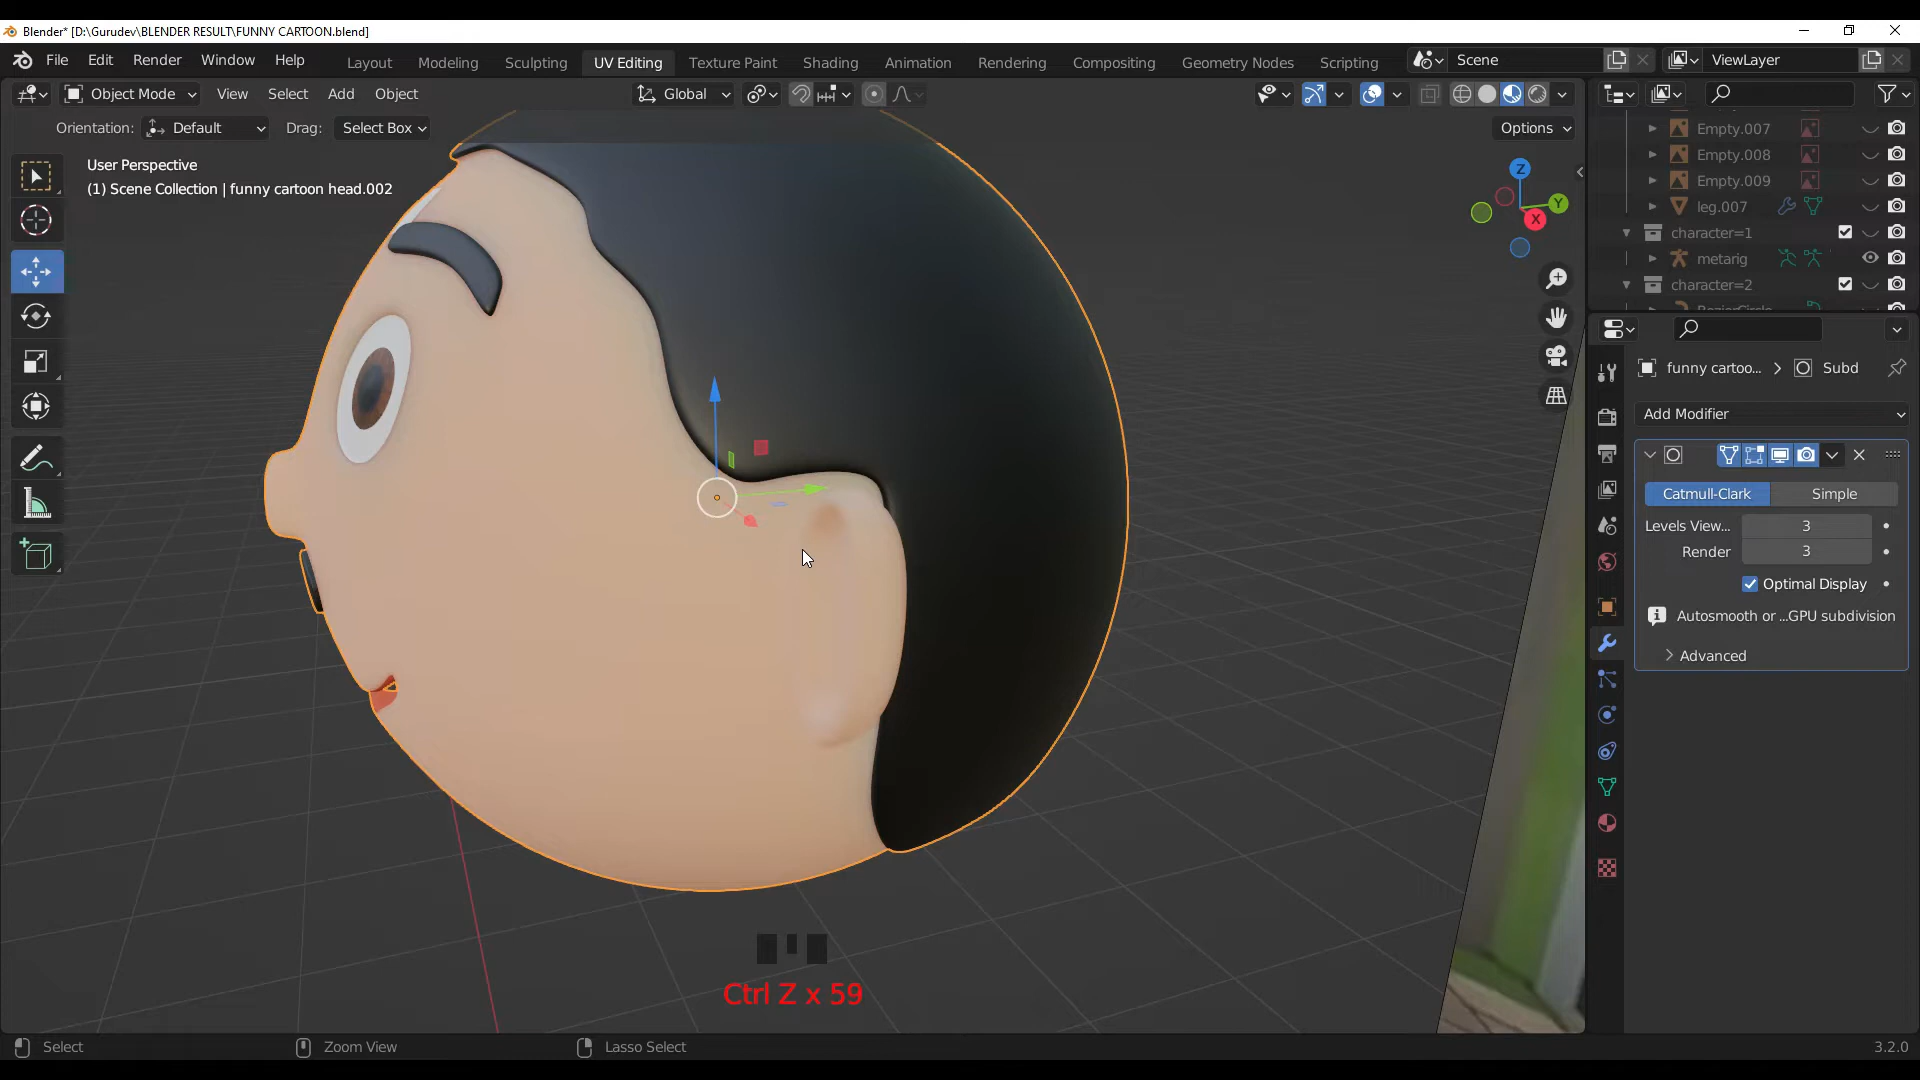 Blender* [D:\Gurudev\BLENDER RESULT\FUNNY CARTOON.blend]
File Edit Render Window Help Layout Modeling Sculpting UV Editing Texture Paint Shading Animation Rendering Compositing Geometry Nodes Scripting Scene ViewLayer
Object Mode View Select Add Object Global
Orientation: Default Drag: Select Box Options
User Perspective
(1) Scene Collection | funny cartoon head.002
Z
Y
X
Empty.007
Empty.008
Empty.009
leg.007
character=1
metarig
character=2
BezierCircle
funny cartoo... > Subd
Add Modifier
Catmull-Clark Simple
Levels View... 3
Render 3
Optimal Display
Autosmooth or ...GPU subdivision
Advanced
Ctrl Z x 59
Select Zoom View Lasso Select 3.2.0